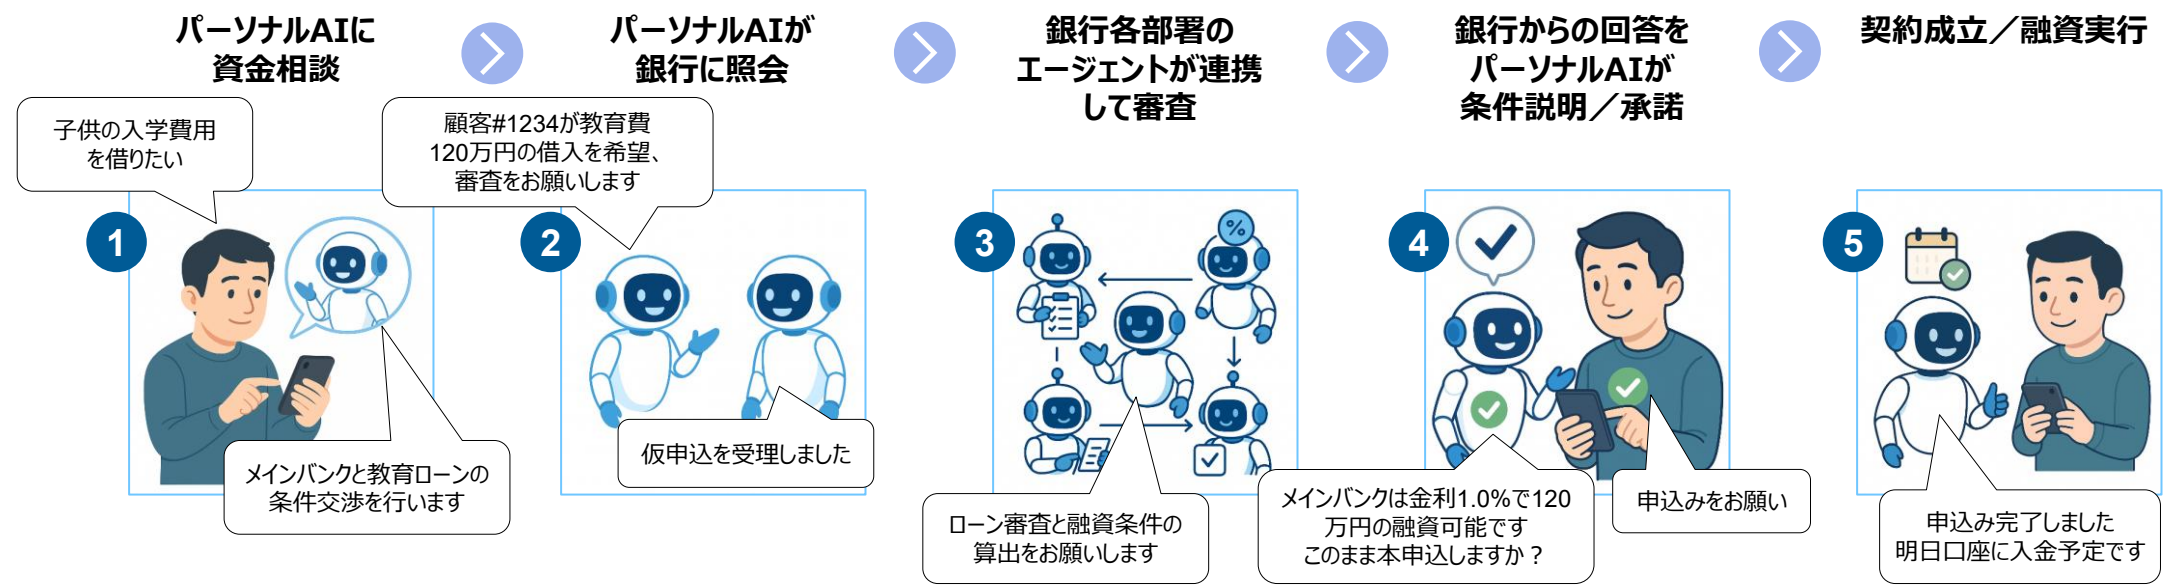 パーソナルAIに
資金相談
パーソナルAIが
銀行に照会
銀行各部署の
エージェントが連携
して審査
銀行からの回答を
パーソナルAIが
条件説明／承諾
契約成立／融資実行
子供の入学費用
を借りたい
1
メインバンクと教育ローンの
条件交渉を行います
顧客#1234が教育費
120万円の借入を希望、
審査をお願いします
2
仮申込を受理しました
3
%
ローン審査と融資条件の
算出をお願いします
4
メインバンクは金利1.0%で120
万円の融資可能です
このまま本申込しますか？
申込みをお願い
5
申込み完了しました
明日口座に入金予定です